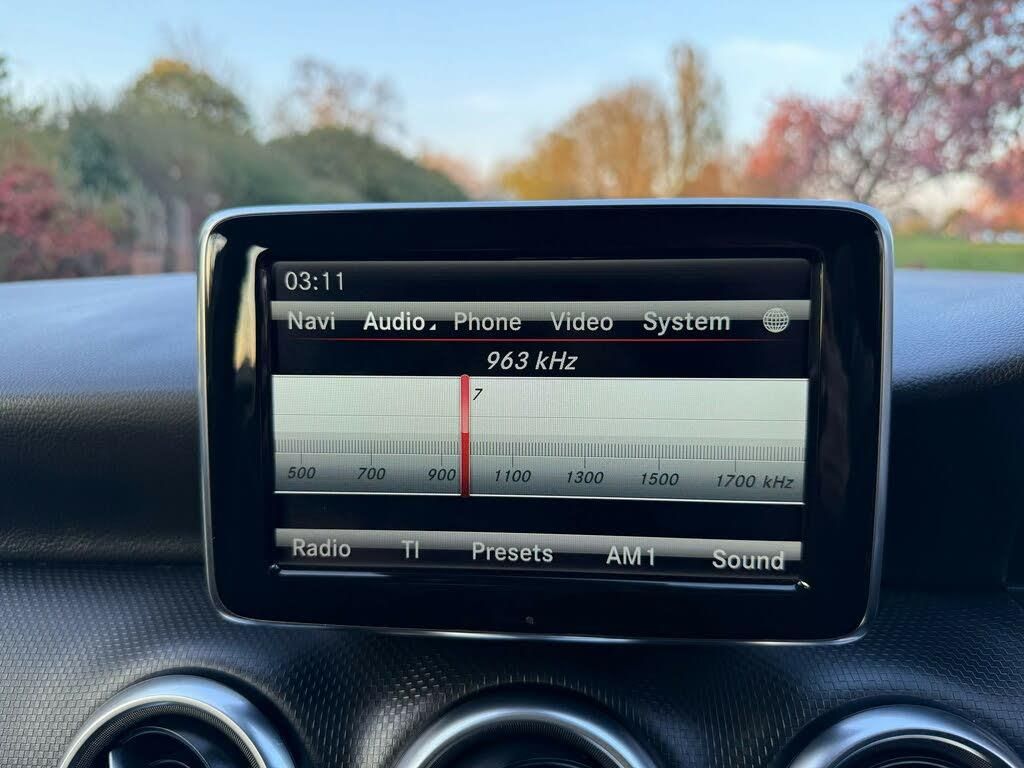 03:11
Navi Audio Phone Video System
963 kHz
7
500 700 900 1100 1300 1500 1700 kHz
Radio TI Presets AM1 Sound